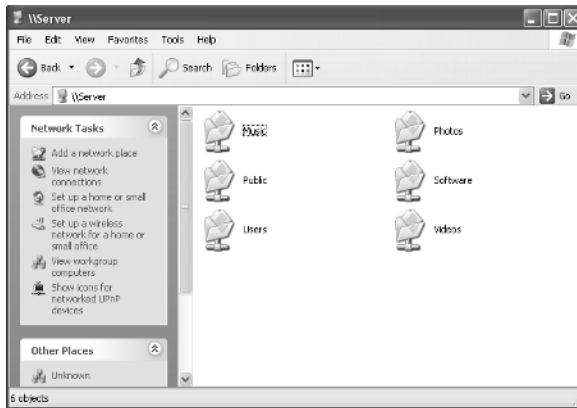 \\Server
File Edit View Favorites Tools Help
Back Search Folders
Address \\Server Go
Network Tasks
Add a network place
View network
connections
Set up a home or small
office network
Set up a wireless
network for a home or
small office
View workgroup
computers
Show icons for
networked UPnP
devices
Other Places
Unknown
Music Photos
Public Software
Users Videos
6 objects